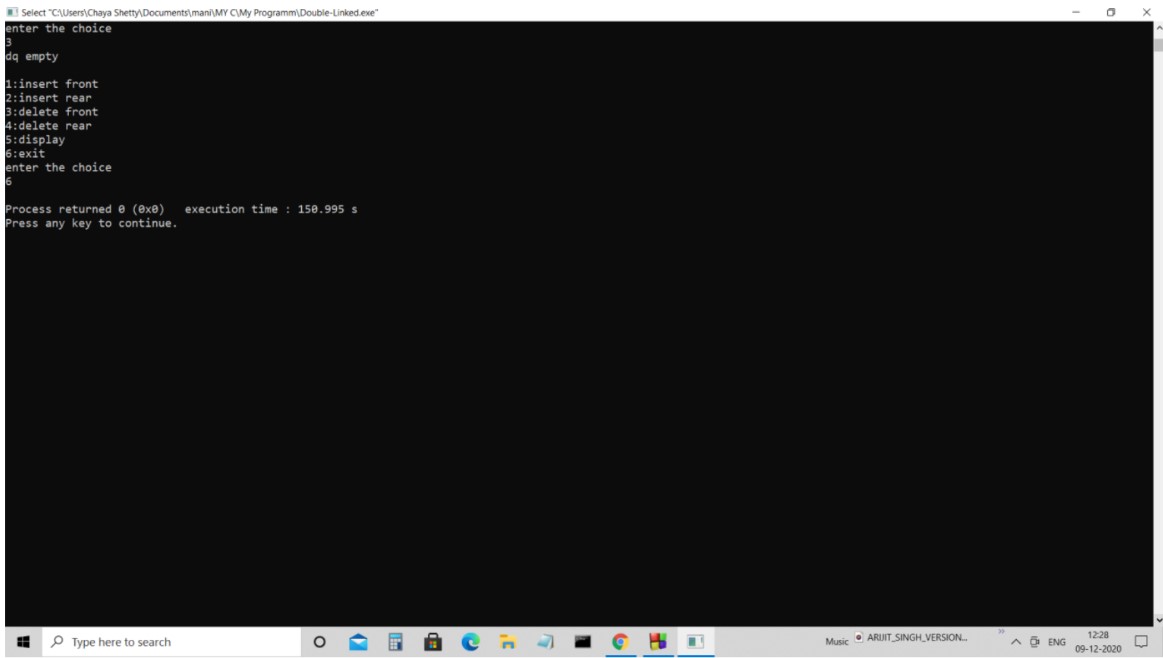 Select "C:\Users\Chaya Shetty\Documents\mani\MY C\My Programm\Double-Linked.exe"
enter the choice
3
dq empty
1:insert front
2:insert rear
3:delete front
4:delete rear
5:display
6:exit
enter the choice
6
Process returned 0 (0x0)   execution time : 150.995 s
Press any key to continue.
Type here to search
Music
ARIJIT_SINGH_VERSION...
ENG
12:28
09-12-2020